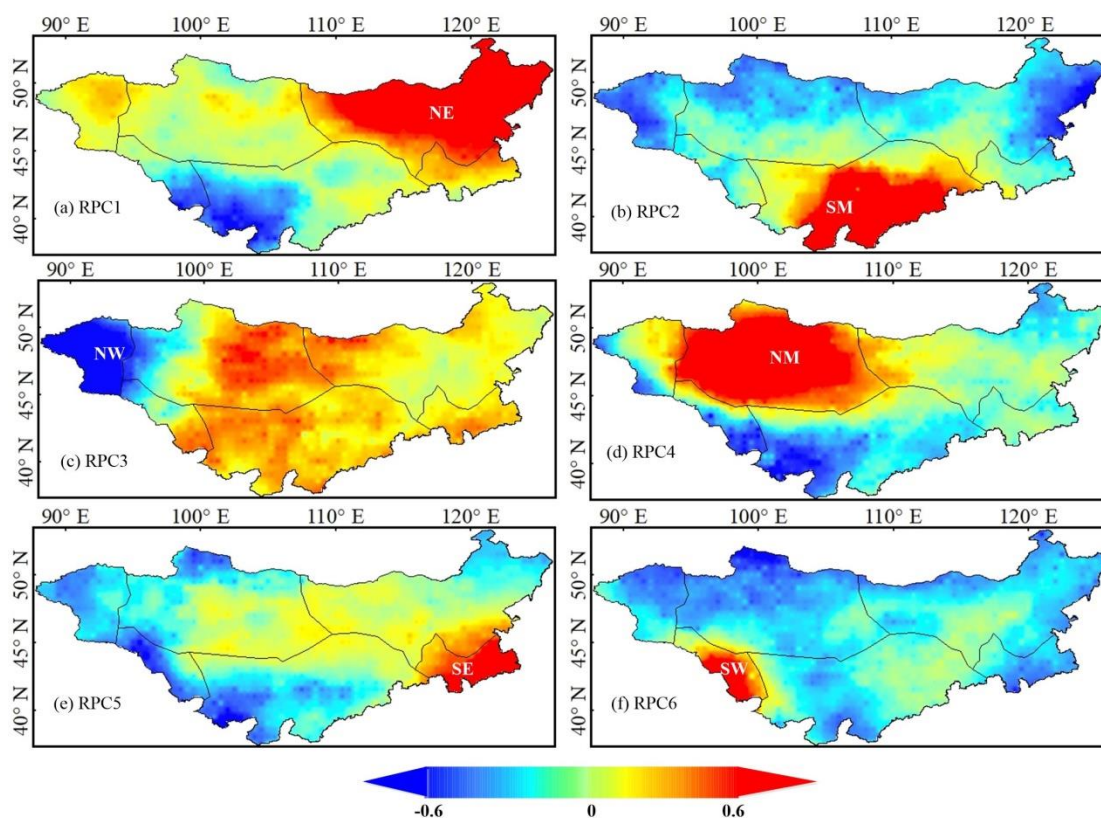 90° E 100° E 110° E 120° E
50° N
45° N
40° N
NE
(a) RPC1
90° E 100° E 110° E 120° E
50° N
45° N
40° N
SM
(b) RPC2
90° E 100° E 110° E 120° E
50° N
45° N
40° N
NW
(c) RPC3
90° E 100° E 110° E 120° E
50° N
45° N
40° N
NM
(d) RPC4
90° E 100° E 110° E 120° E
50° N
45° N
40° N
SE
(e) RPC5
90° E 100° E 110° E 120° E
50° N
45° N
40° N
SW
(f) RPC6
-0.6 0 0.6